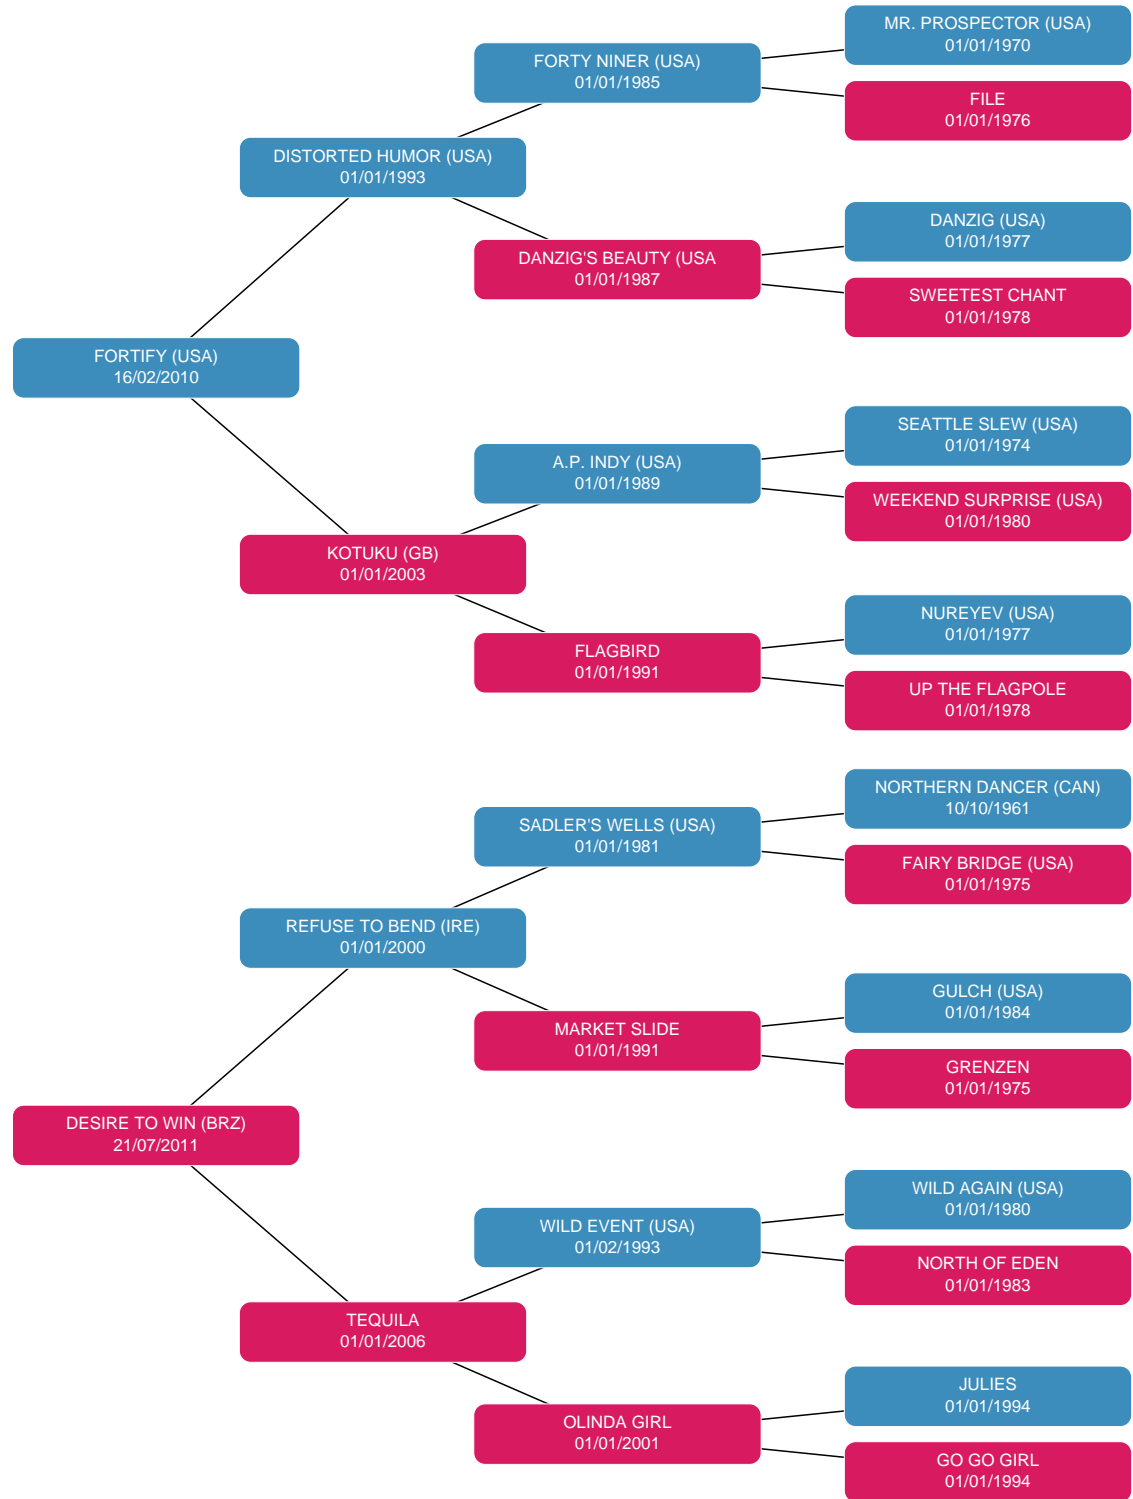 MR. PROSPECTOR (USA)
01/01/1970
FORTY NINER (USA)
01/01/1985
FILE
01/01/1976
DISTORTED HUMOR (USA)
01/01/1993
DANZIG (USA)
01/01/1977
DANZIG'S BEAUTY (USA
01/01/1987
SWEETEST CHANT
01/01/1978
FORTIFY (USA)
16/02/2010
SEATTLE SLEW (USA)
01/01/1974
A.P. INDY (USA)
01/01/1989
WEEKEND SURPRISE (USA)
01/01/1980
KOTUKU (GB)
01/01/2003
NUREYEV (USA)
01/01/1977
FLAGBIRD
01/01/1991
UP THE FLAGPOLE
01/01/1978
NORTHERN DANCER (CAN)
10/10/1961
SADLER'S WELLS (USA)
01/01/1981
FAIRY BRIDGE (USA)
01/01/1975
REFUSE TO BEND (IRE)
01/01/2000
GULCH (USA)
01/01/1984
MARKET SLIDE
01/01/1991
GRENZEN
01/01/1975
DESIRE TO WIN (BRZ)
21/07/2011
WILD AGAIN (USA)
01/01/1980
WILD EVENT (USA)
01/02/1993
NORTH OF EDEN
01/01/1983
TEQUILA
01/01/2006
JULIES
01/01/1994
OLINDA GIRL
01/01/2001
GO GO GIRL
01/01/1994